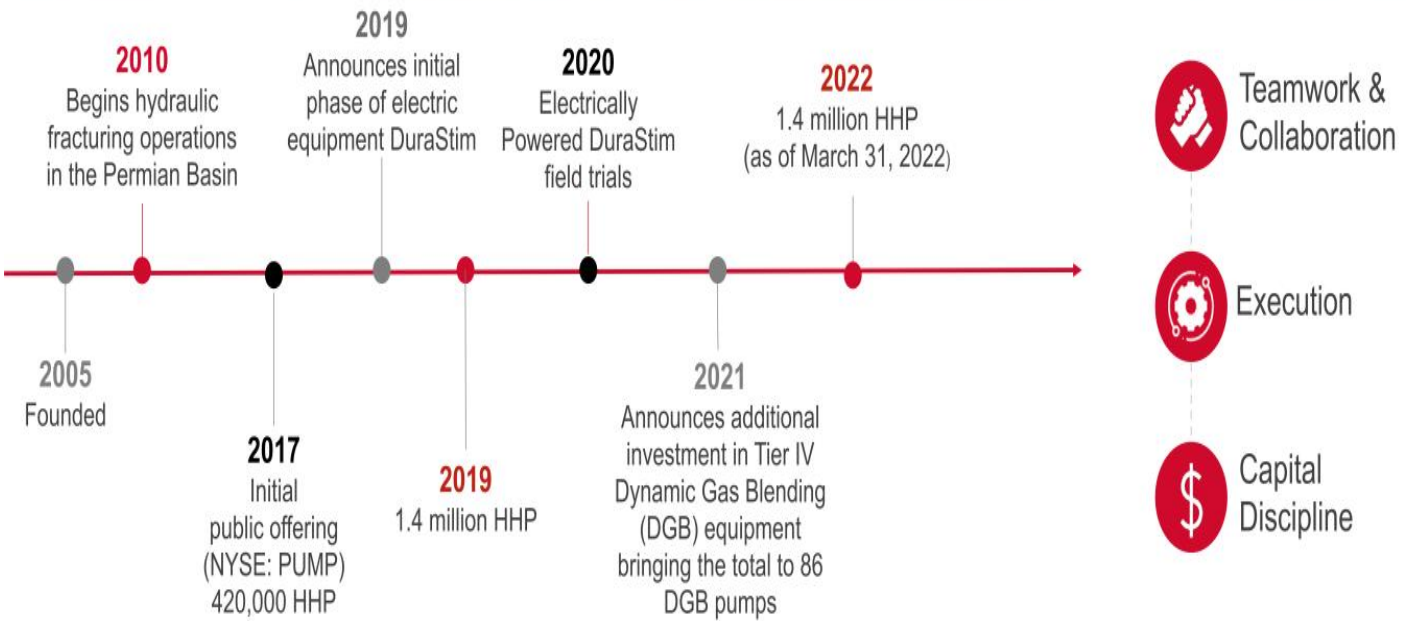 2010
Begins hydraulic
fracturing operations
in the Permian Basin
2019
Announces initial
phase of electric
equipment DuraStim
2020
Electrically
Powered DuraStim
field trials
2022
1.4 million HHP
(as of March 31, 2022)
2005
Founded
2017
Initial
public offering
(NYSE: PUMP)
420,000 HHP
2019
1.4 million HHP
2021
Announces additional
investment in Tier IV
Dynamic Gas Blending
(DGB) equipment
bringing the total to 86
DGB pumps
Teamwork &
Collaboration
Execution
$
Capital
Discipline